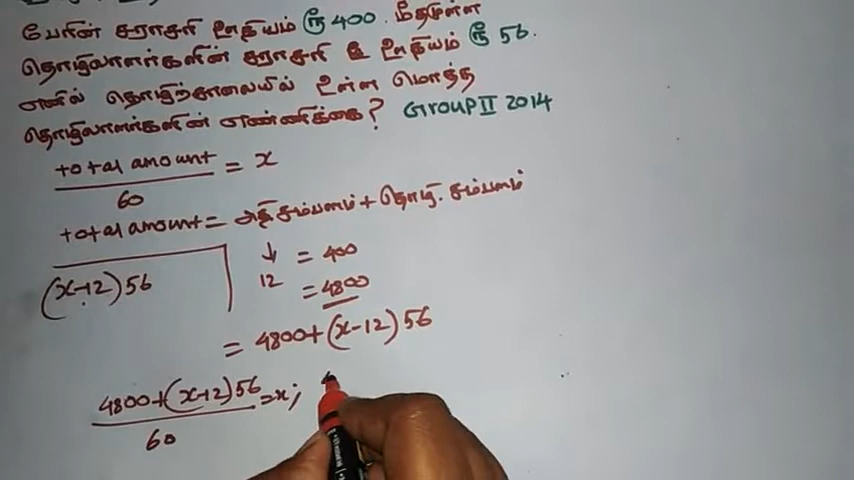 பேரின் சராசரி ஊதியம் ரூ 400. மீதமுள்ள
தொழிலாளர்களின் சராசரி ஊதியம் ரூ 56.
எனில் தொழிற்சாலையில் உள்ள மொத்த
தொழிலாளர்களின் எண்ணிக்கை? GROUP II 2014
total amount / 60 = x
total amount = அதி சம்பளம் + தொழி. சம்பளம்
↓ = 400
(x-12)56 12 = 4800
= 4800+(x-12)56
4800+(x-12)56 / 60 = x;